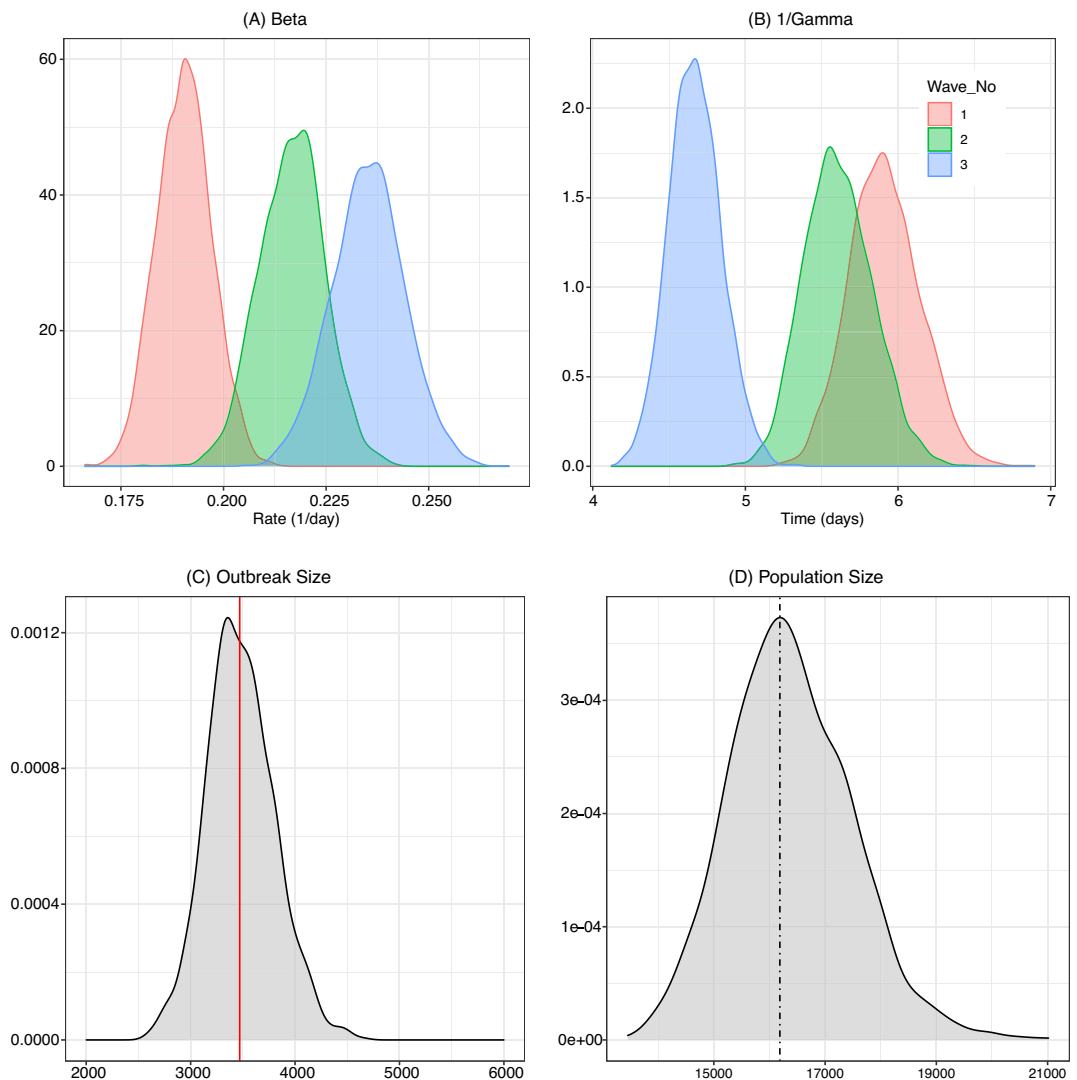 (A) Beta
60
40
20
0
0.175 0.200 0.225 0.250
Rate (1/day)
(B) 1/Gamma
Wave_No
1
2
3
2.0
1.5
1.0
0.5
0.0
4 5 6 7
Time (days)
(C) Outbreak Size
0.0012
0.0008
0.0004
0.0000
2000 3000 4000 5000 6000
(D) Population Size
3e−04
2e−04
1e−04
0e+00
15000 17000 19000 21000